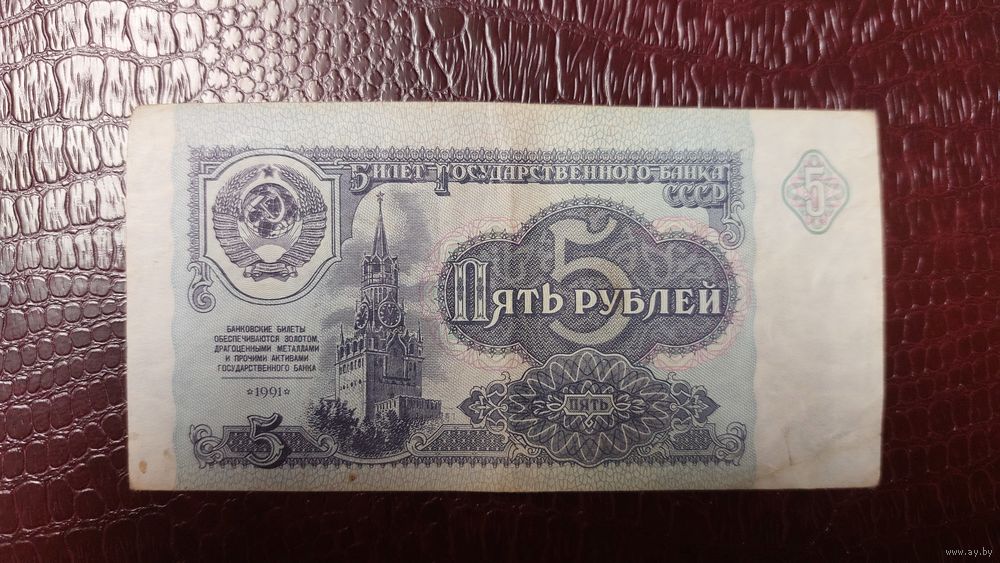 Билет Государственного Банка
СССР
5
5
Пять рублей
БАНКОВСКИЕ БИЛЕТЫ
ОБЕСПЕЧИВАЮТСЯ ЗОЛОТОМ,
ДРАГОЦЕННЫМИ МЕТАЛЛАМИ
И ПРОЧИМИ АКТИВАМИ
ГОСУДАРСТВЕННОГО БАНКА
1991
ПЯТЬ
5
www.ay.by